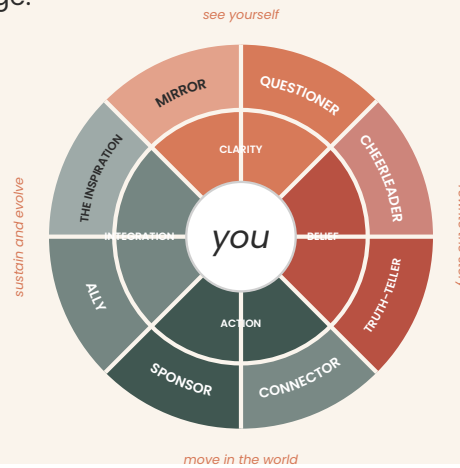 ge.
see yourself
MIRROR
QUESTIONER
CLARITY
THE INSPIRATION
CHEERLEADER
sustain and evolve
INTEGRATION
you
BELIEF
ALLY
TRUTH-TELLER
ACTION
SPONSOR
CONNECTOR
move in the world